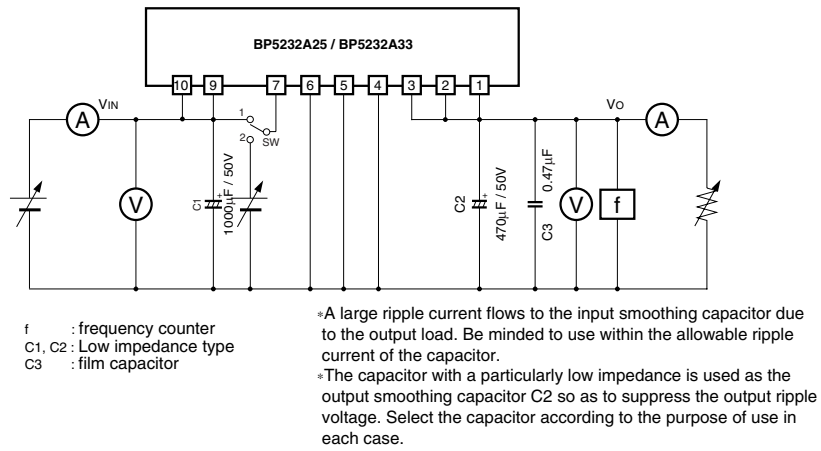 BP5232A25 / BP5232A33
10 9 7 6 5 4 3 2 1
A VIN 1 2 SW VO A
V C1 1000µF / 50V C2 470µF / 50V C3 0.47µF V f
f : frequency counter
C1, C2 : Low impedance type
C3 : film capacitor
*A large ripple current flows to the input smoothing capacitor due
to the output load. Be minded to use within the allowable ripple
current of the capacitor.
*The capacitor with a particularly low impedance is used as the
output smoothing capacitor C2 so as to suppress the output ripple
voltage. Select the capacitor according to the purpose of use in
each case.